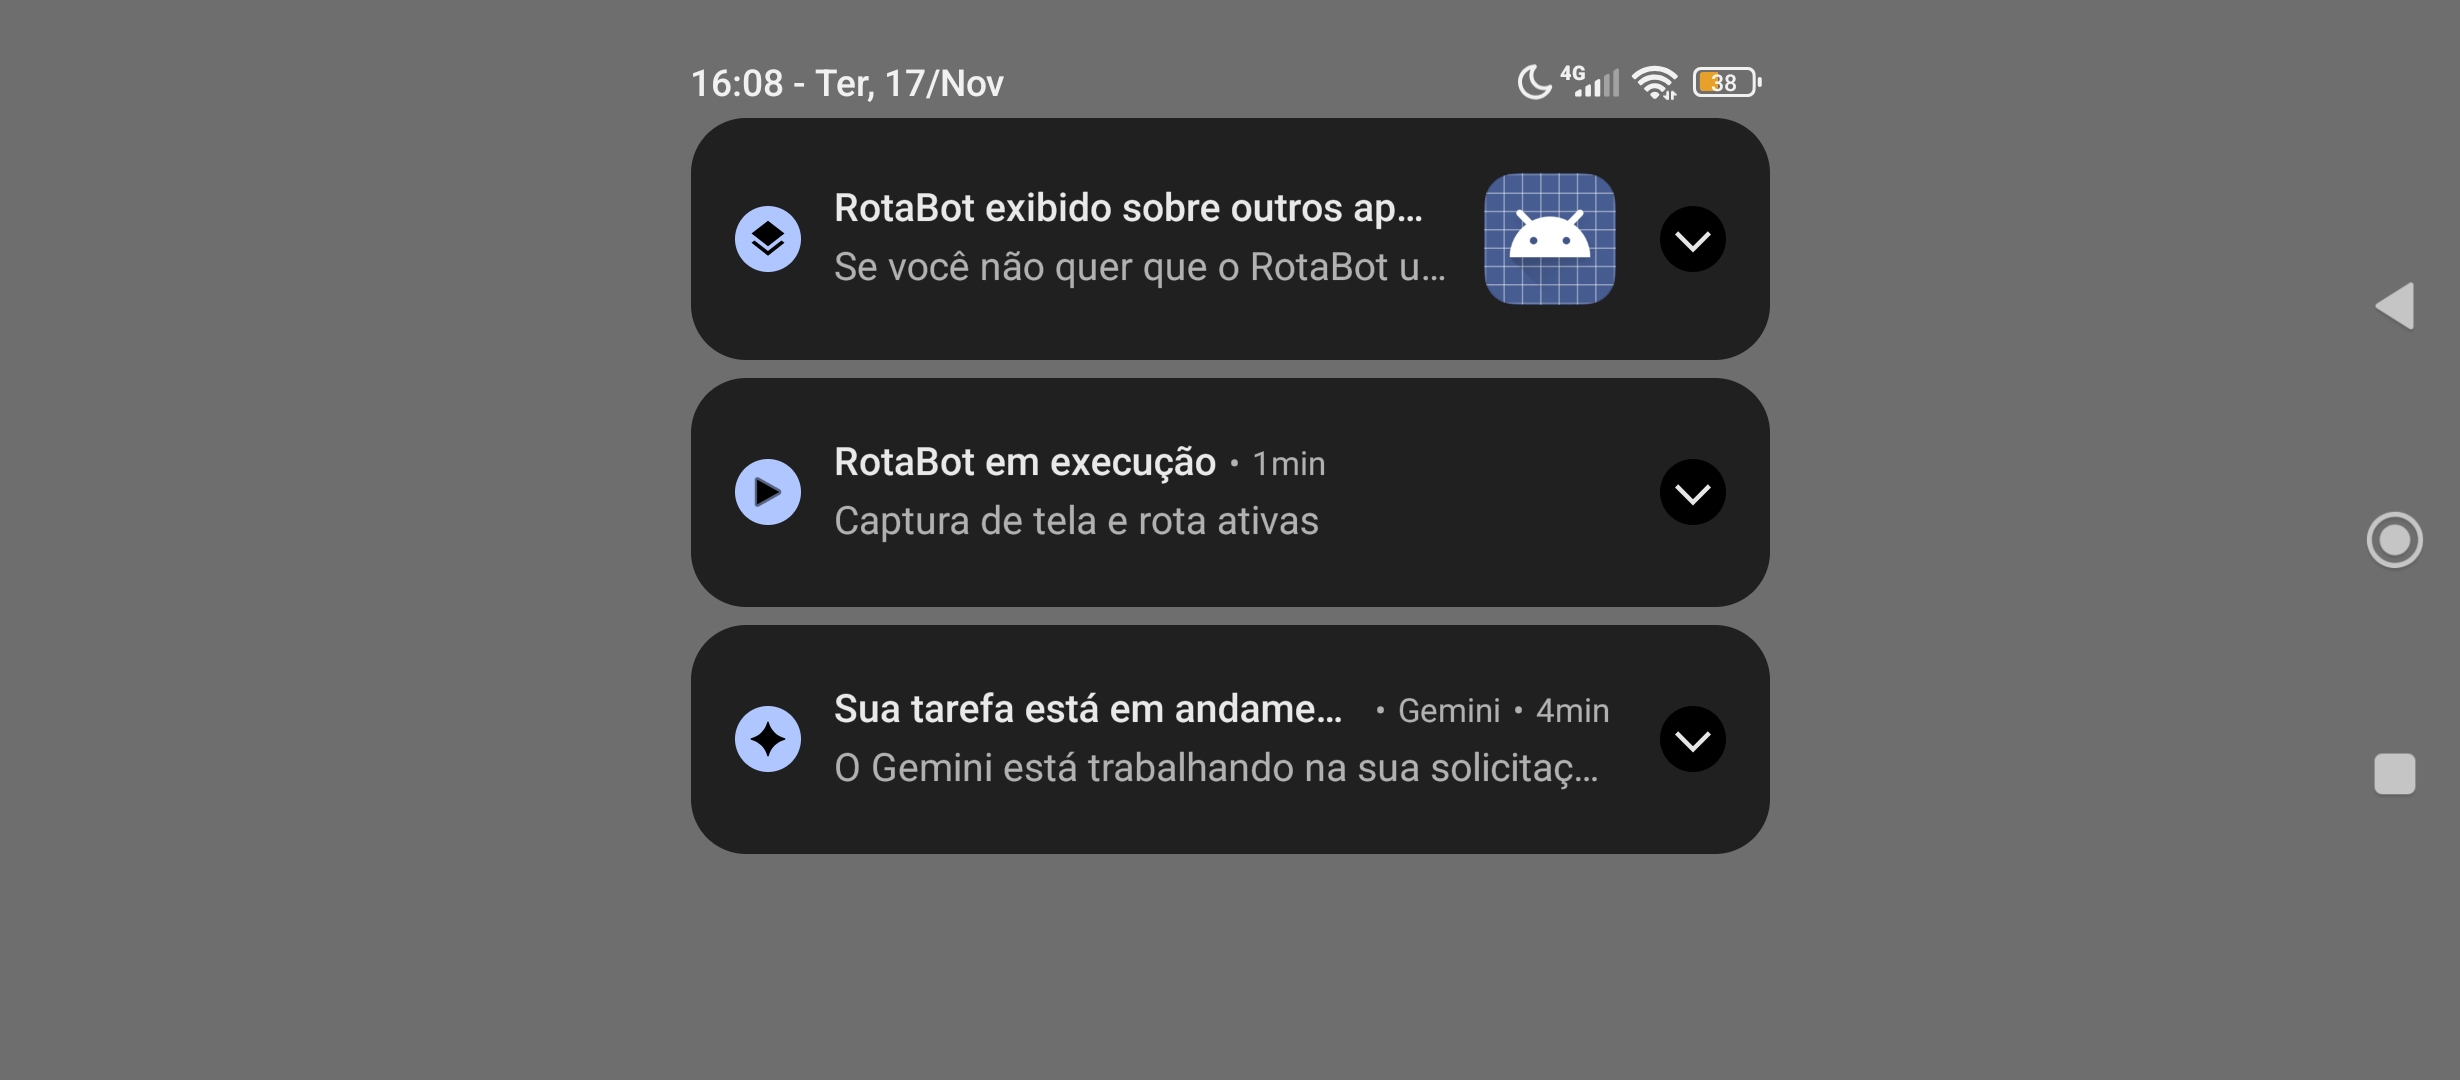 16:08 - Ter, 17/Nov 4G 38
RotaBot exibido sobre outros ap...
Se você não quer que o RotaBot u...
RotaBot em execução • 1min
Captura de tela e rota ativas
Sua tarefa está em andame... • Gemini • 4min
O Gemini está trabalhando na sua solicitaç...